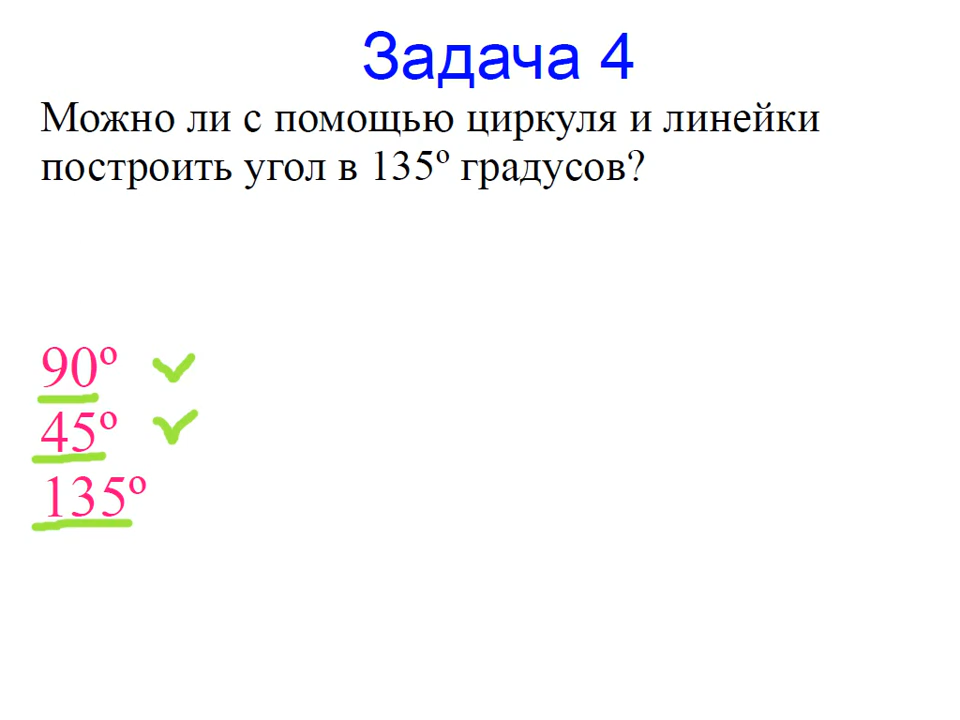 Задача 4
Можно ли с помощью циркуля и линейки
построить угол в 135º градусов?
90º
45º
135º